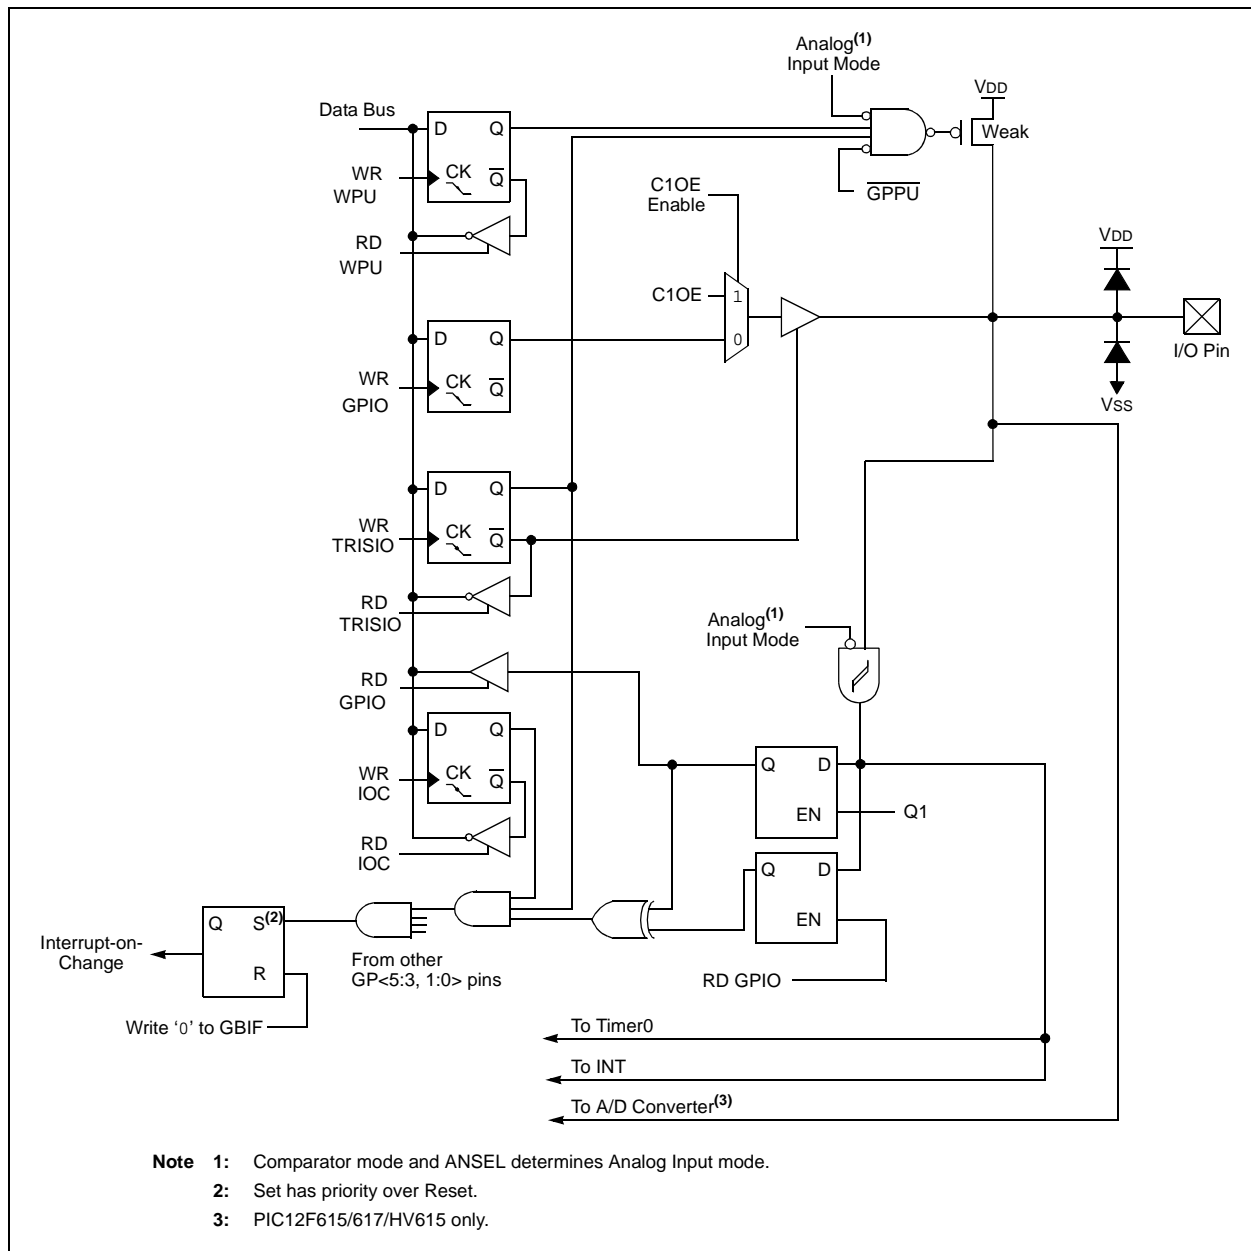 Analog(1)
Input Mode
VDD
Data Bus
D Q
Weak
WR
WPU
CK Q
C1OE
Enable
GPPU
RD
WPU
VDD
C1OE
1
D Q
0
I/O Pin
WR
GPIO
CK Q
VSS
D Q
WR
TRISIO
CK Q
RD
TRISIO
Analog(1)
Input Mode
RD
GPIO
D Q
Q D
WR
IOC
CK Q
EN
Q1
RD
IOC
Q D
EN
Q S(2)
Interrupt-on-
Change
R
From other
GP<5:3, 1:0> pins
RD GPIO
Write ‘0’ to GBIF
To Timer0
To INT
To A/D Converter(3)
Note 1: Comparator mode and ANSEL determines Analog Input mode.
2: Set has priority over Reset.
3: PIC12F615/617/HV615 only.